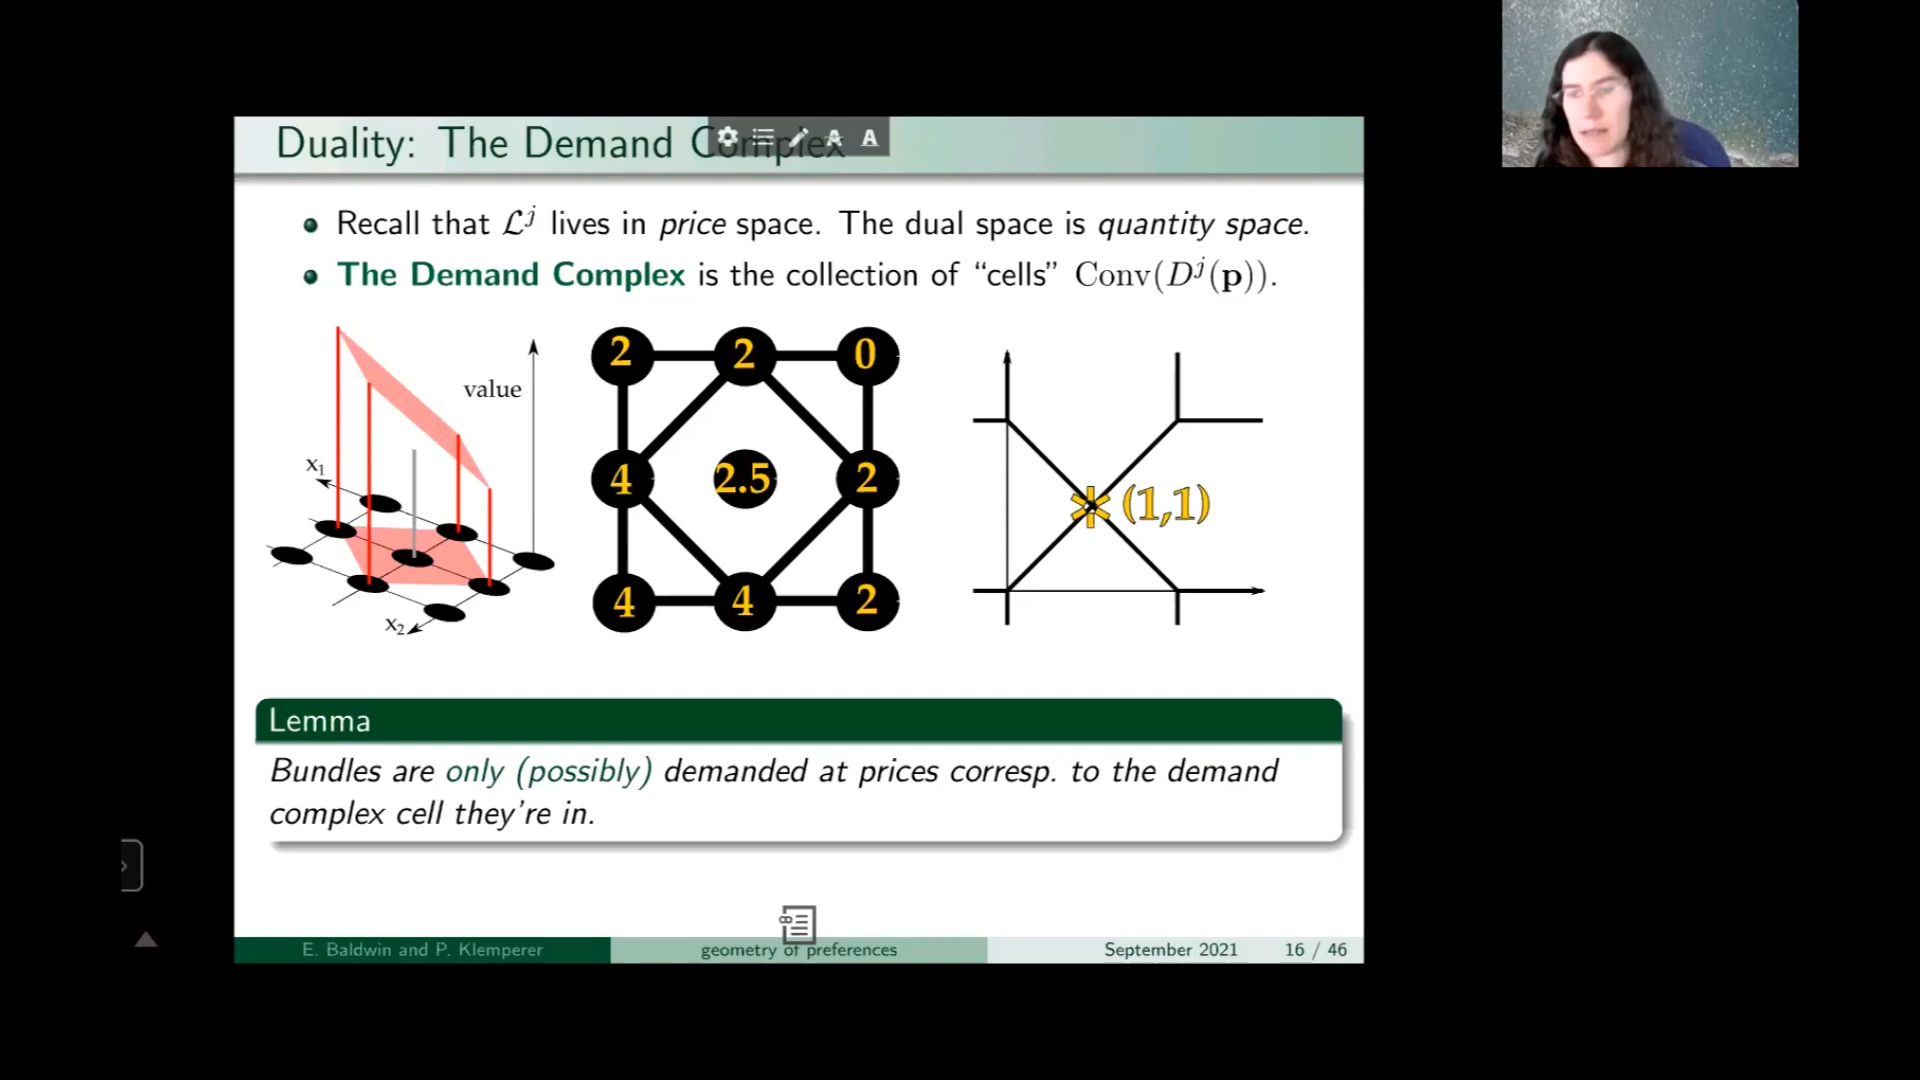 Duality: The Demand Complex
Recall that ℒʲ lives in price space. The dual space is quantity space.
The Demand Complex is the collection of “cells” Conv(Dʲ(p)).
value
x₁
x₂
2 2 0
4 2.5 2
4 4 2
(1,1)
Lemma
Bundles are only (possibly) demanded at prices corresp. to the demand
complex cell they're in.
E. Baldwin and P. Klemperer
geometry of preferences
September 2021
16 / 46